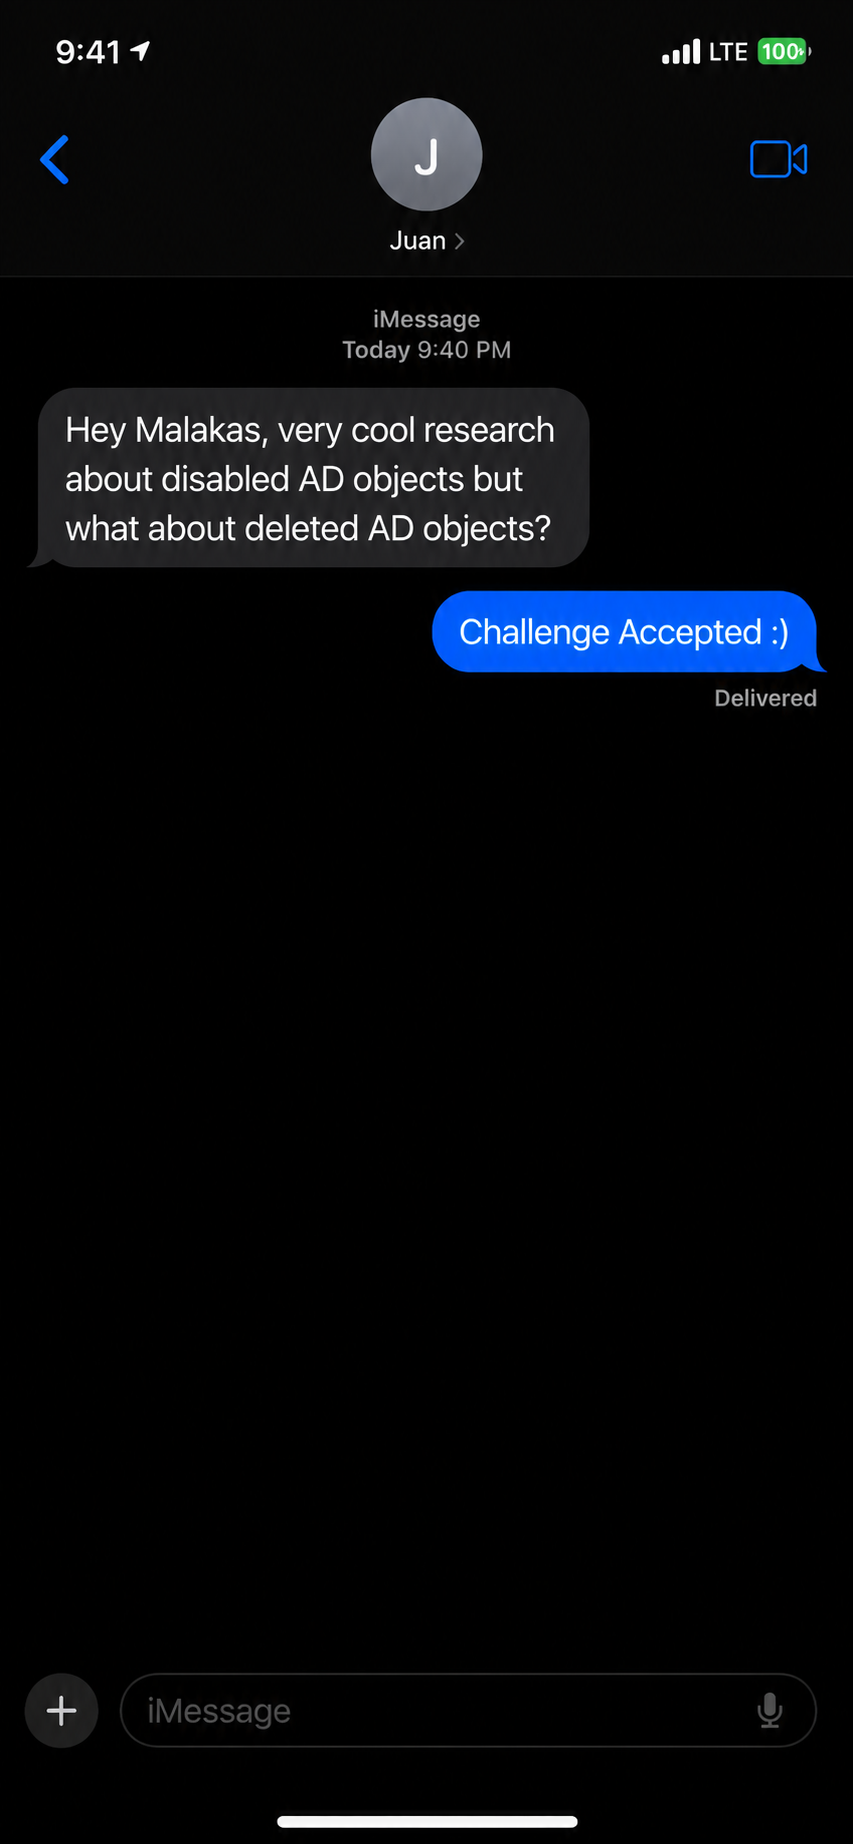 9:41
LTE 100
J
Juan
iMessage
Today 9:40 PM
Hey Malakas, very cool research
about disabled AD objects but
what about deleted AD objects?
Challenge Accepted :)
Delivered
iMessage